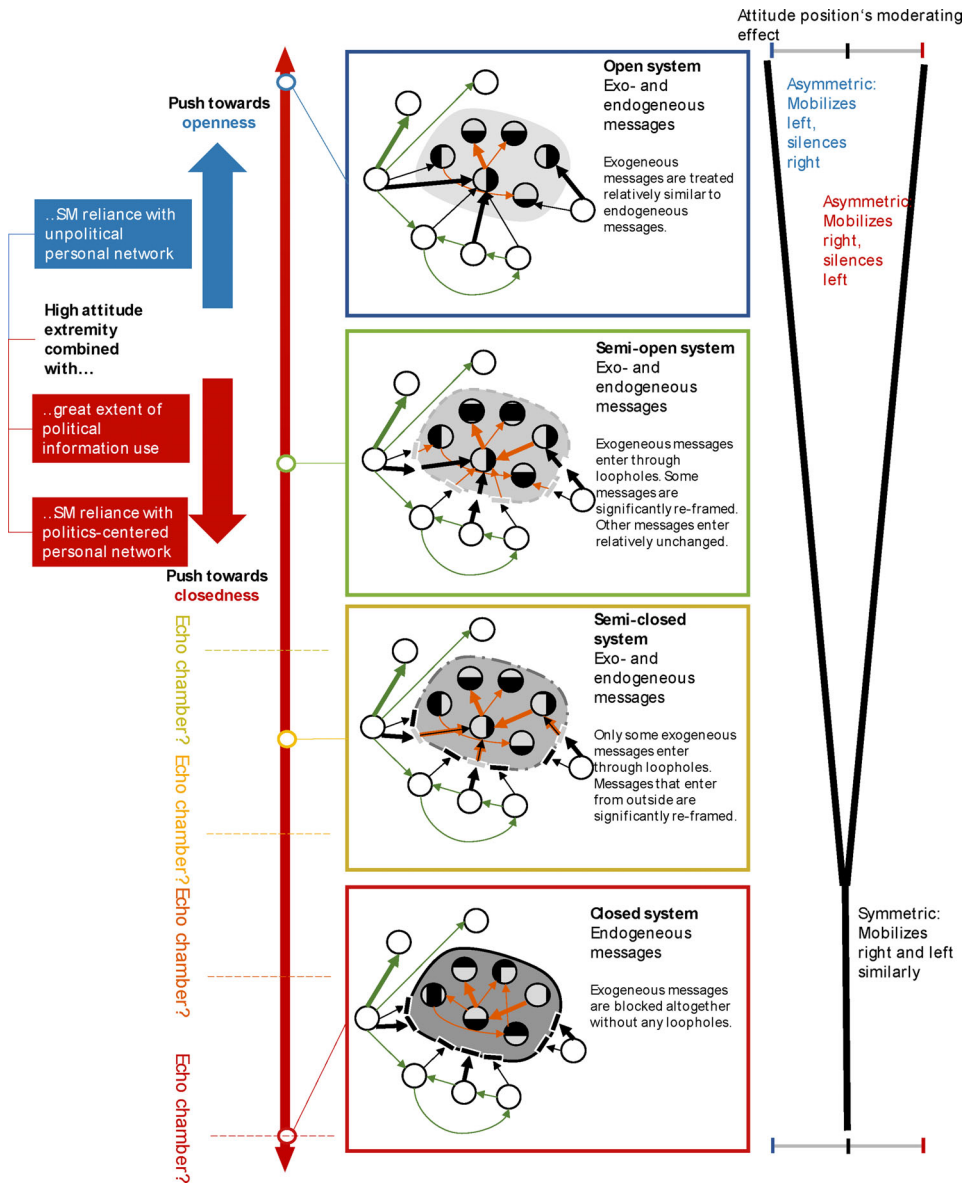 Attitude position's moderating
effect
Push towards
openness
..SM reliance with
unpolitical
personal network
High attitude
extremity
combined
with…
..great extent of
political
information use
..SM reliance with
politics-centered
personal network
Push towards
closedness
Echo chamber?
Echo chamber?
Echo chamber?
Echo chamber?
Open system
Exo- and
endogeneous
messages
Exogeneous
messages are treated
relatively similar to
endogeneous
messages.
Semi-open system
Exo- and
endogeneous
messages
Exogeneous messages
enter through
loopholes. Some
messages are
significantly re-framed.
Other messages enter
relatively unchanged.
Semi-closed
system
Exo- and
endogeneous
messages
Only some exogeneous
messages enter
through loopholes.
Messages that enter
from outside are
significantly re-framed.
Closed system
Endogeneous
messages
Exogeneous messages
are blocked altogether
without any loopholes.
Asymmetric:
Mobilizes
left,
silences
right
Asymmetric:
Mobilizes
right,
silences
left
Symmetric:
Mobilizes
right and left
similarly